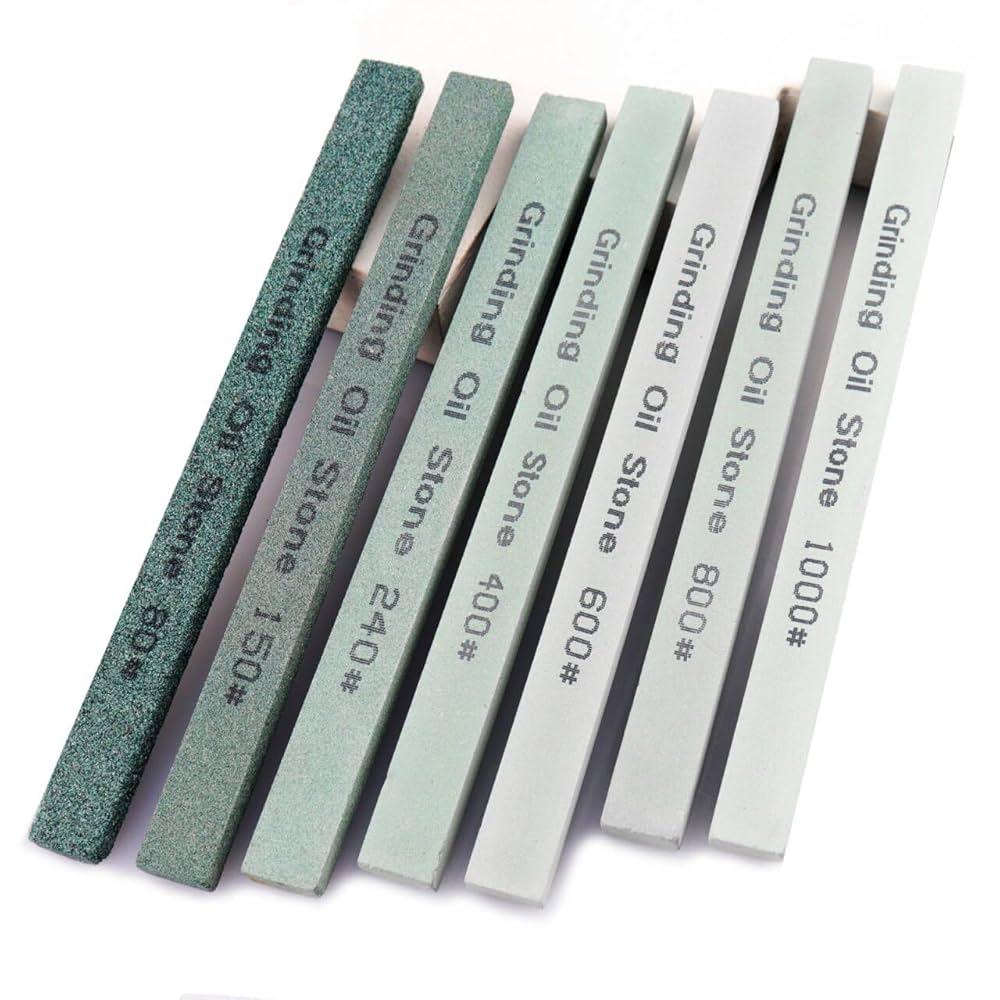 Grinding Oil Stone 80#
Grinding Oil Stone 150#
Grinding Oil Stone 240#
Grinding Oil Stone 400#
Grinding Oil Stone 600#
Grinding Oil Stone 800#
Grinding Oil Stone 1000#